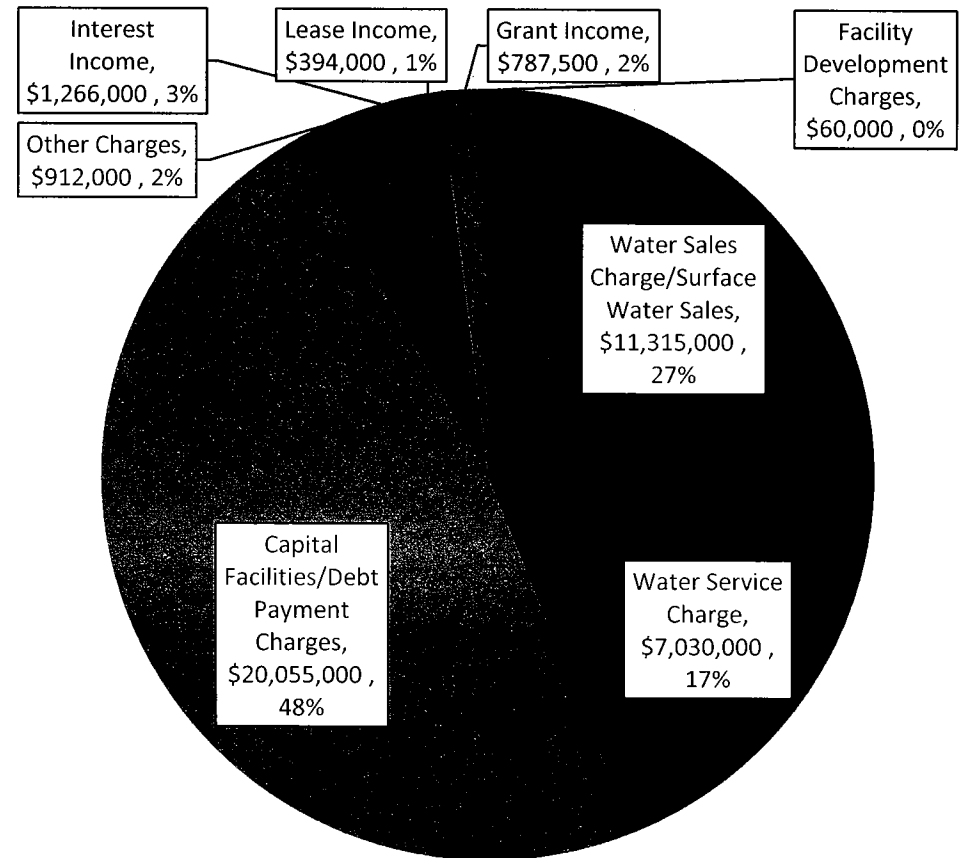 Interest
Income,
$1,266,000 , 3%
Lease Income,
$394,000 , 1%
Grant Income,
$787,500 , 2%
Facility
Development
Charges,
$60,000 , 0%
Other Charges,
$912,000 , 2%
Water Sales
Charge/Surface
Water Sales,
$11,315,000 ,
27%
Capital
Facilities/Debt
Payment
Charges,
$20,055,000 ,
48%
Water Service
Charge,
$7,030,000 ,
17%